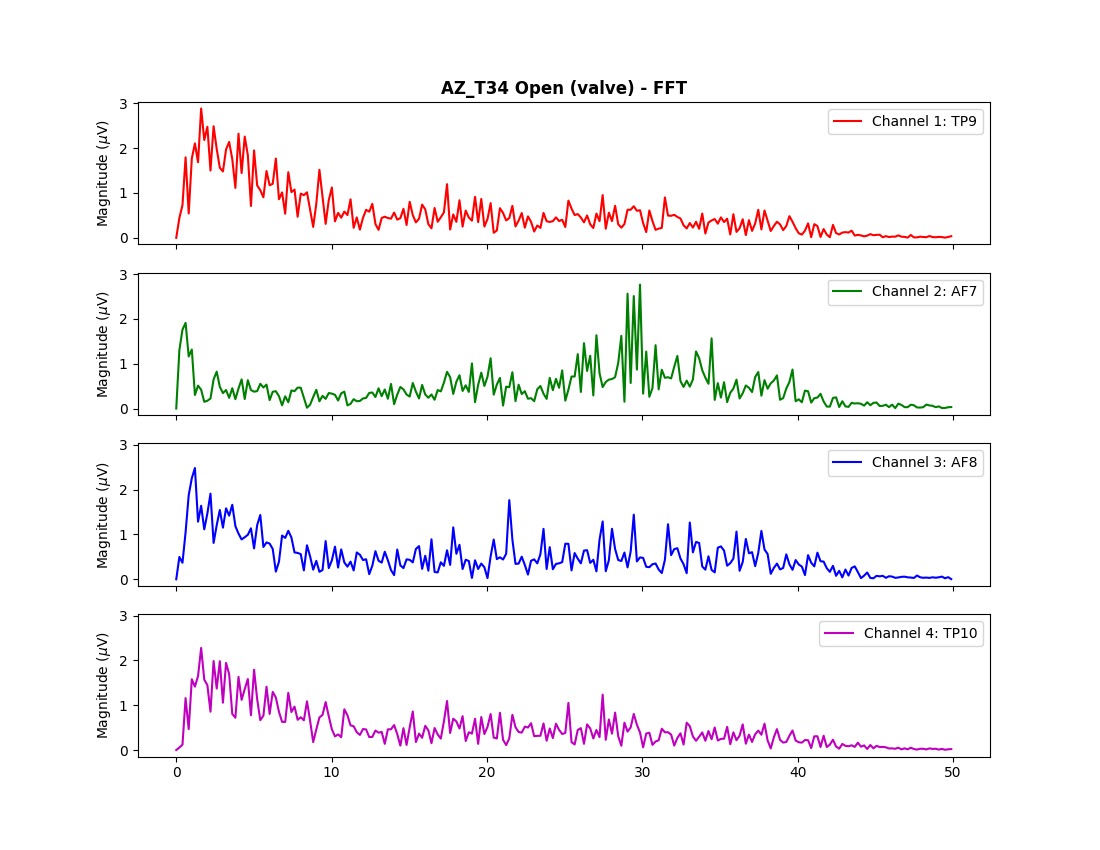 AZ_T34 Open (valve) - FFT
3
2
1
0
Magnitude (μV)
Channel 1: TP9
3
2
1
0
Magnitude (μV)
Channel 2: AF7
3
2
1
0
Magnitude (μV)
Channel 3: AF8
3
2
1
0
Magnitude (μV)
Channel 4: TP10
0 10 20 30 40 50